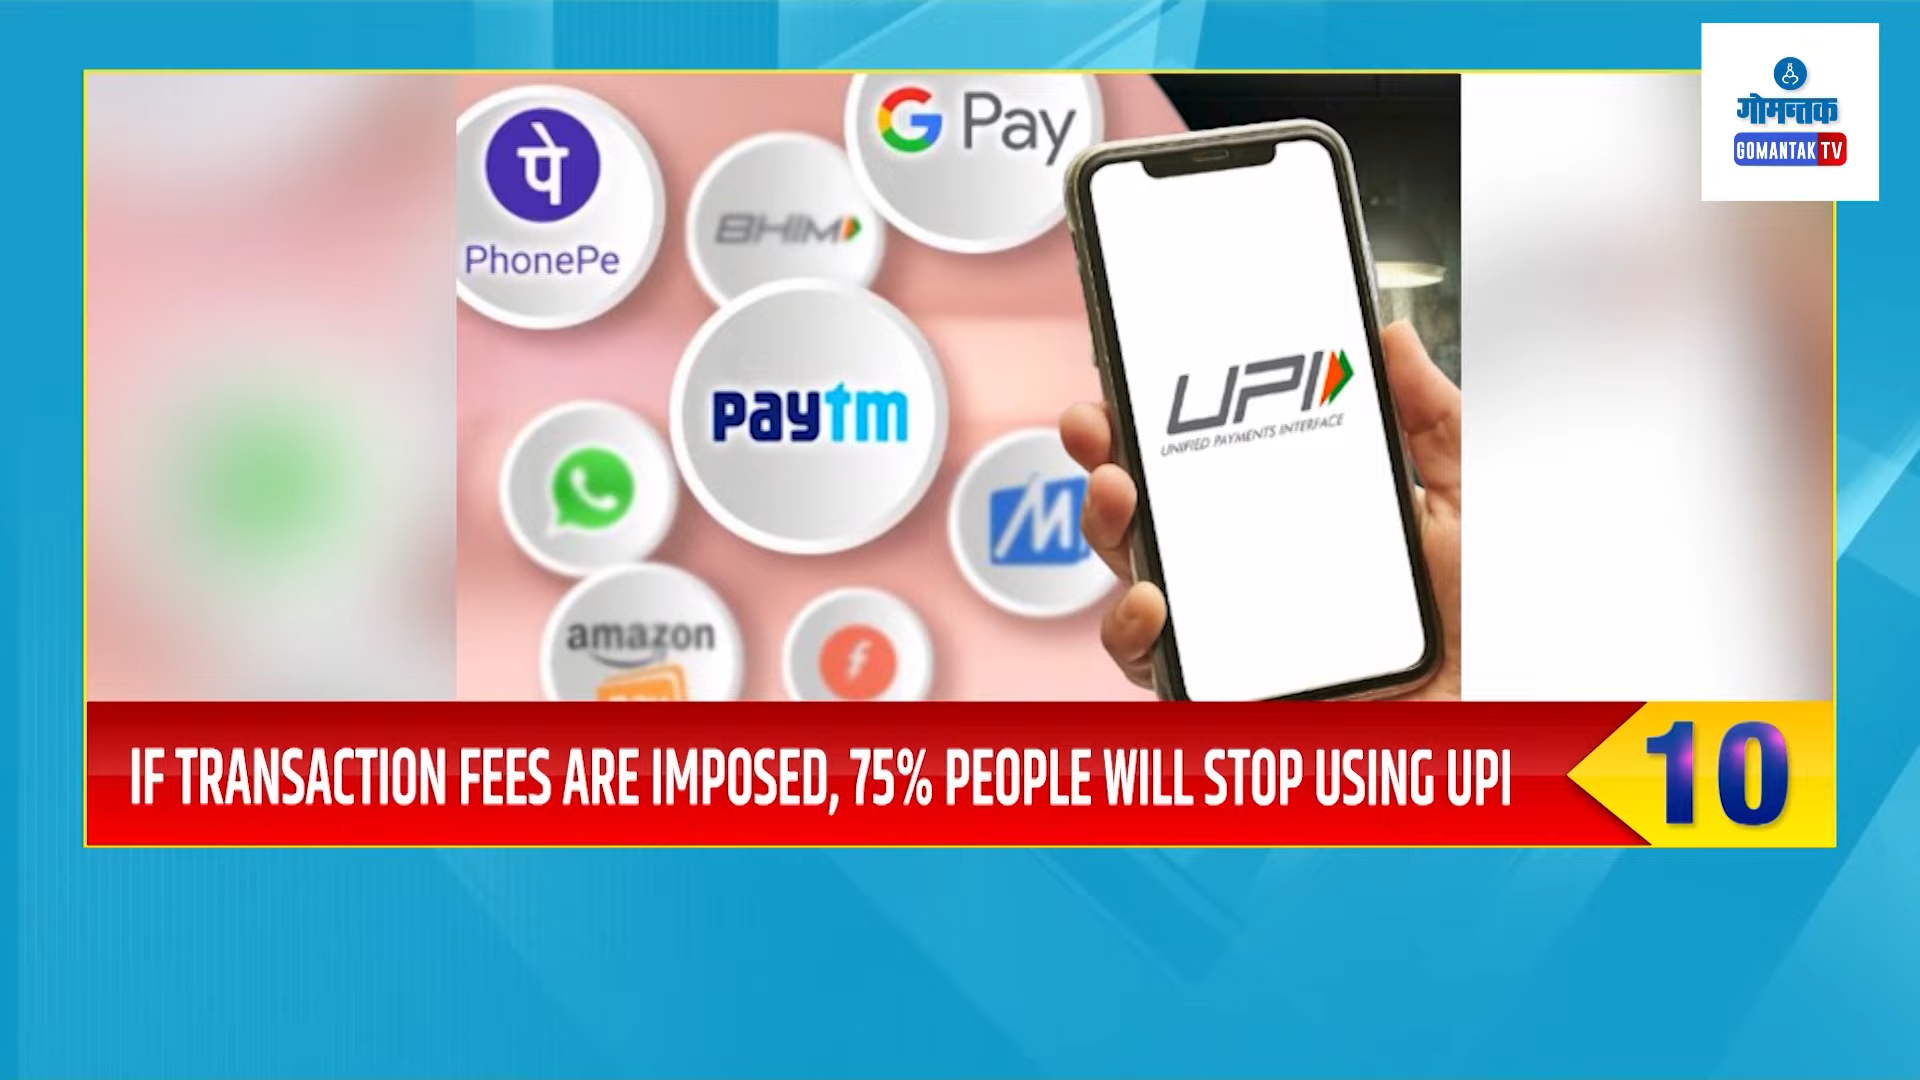 गोमन्तक
GOMANTAK TV
पे
PhonePe
BHIM
G Pay
paytm
UPI
UNIFIED PAYMENTS INTERFACE
M
amazon
pay
f
IF TRANSACTION FEES ARE IMPOSED, 75% PEOPLE WILL STOP USING UPI
10